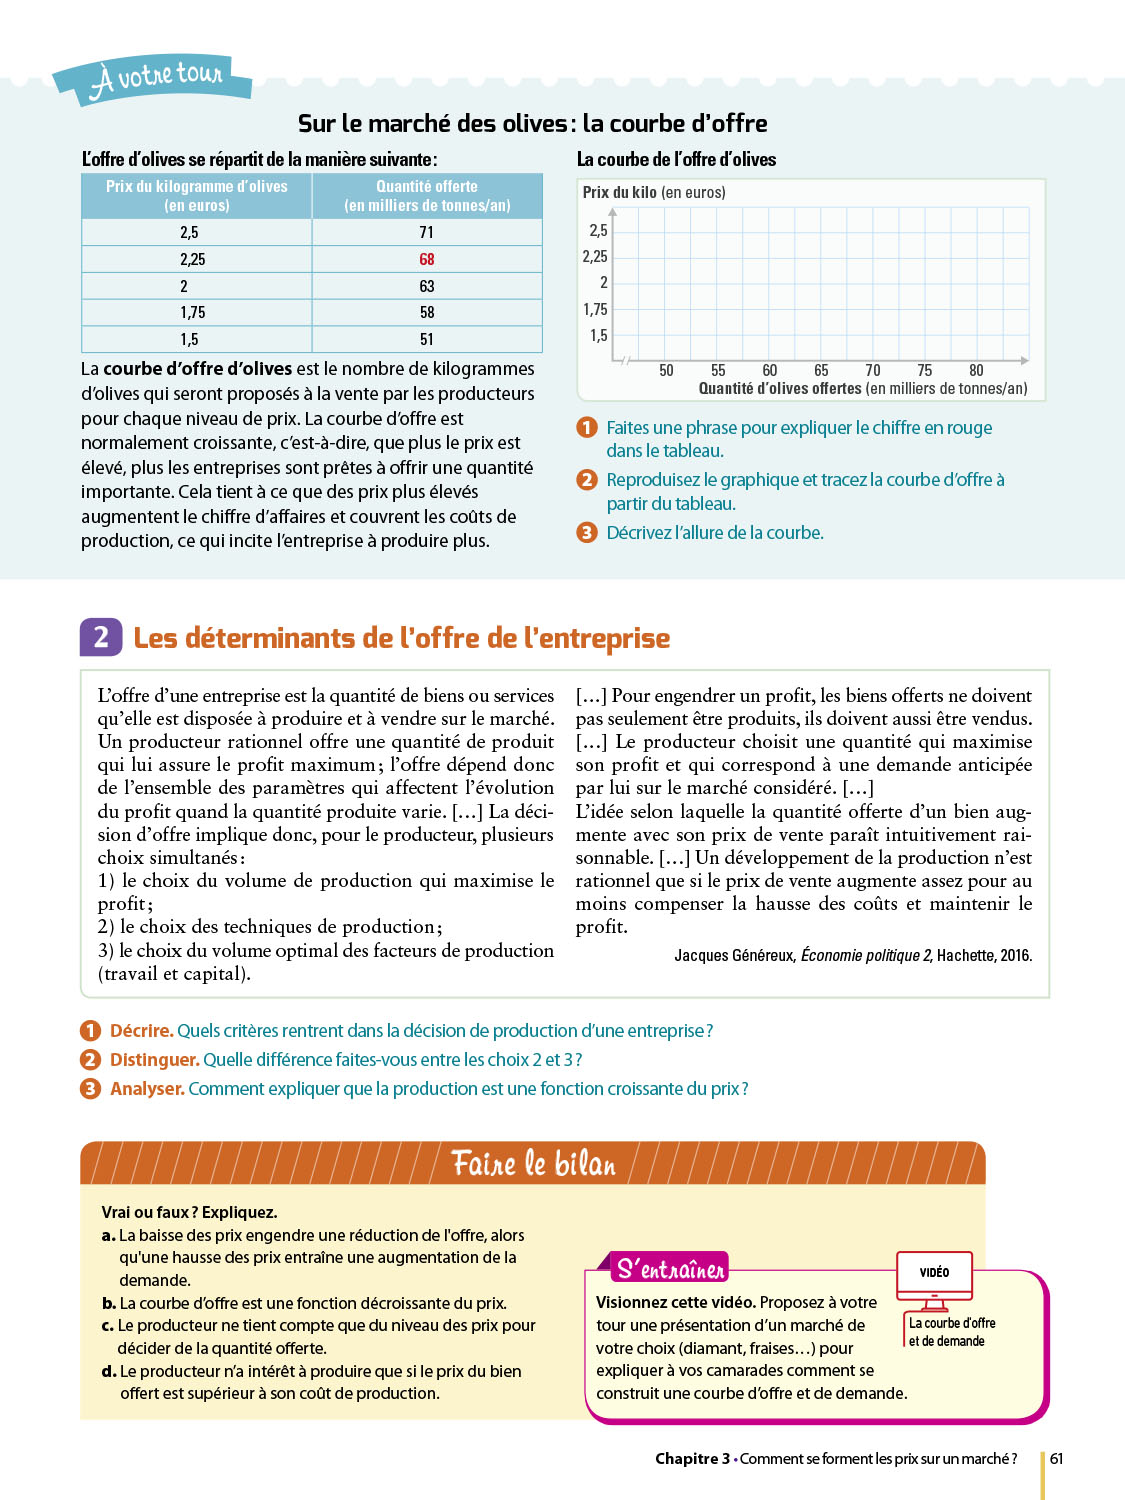 À votre tour
Sur le marché des olives : la courbe d'offre
L'offre d'olives se répartit de la manière suivante :
Prix du kilogramme d'olives
(en euros)
Quantité offerte
(en milliers de tonnes/an)
2,5 71
2,25 68
2 63
1,75 58
1,5 51
La courbe d'offre d'olives est le nombre de kilogrammes
d'olives qui seront proposés à la vente par les producteurs
pour chaque niveau de prix. La courbe d'offre est
normalement croissante, c'est-à-dire, que plus le prix est
élevé, plus les entreprises sont prêtes à offrir une quantité
importante. Cela tient à ce que des prix plus élevés
augmentent le chiffre d'affaires et couvrent les coûts de
production, ce qui incite l'entreprise à produire plus.
La courbe de l'offre d'olives
Prix du kilo (en euros)
2,5
2,25
2
1,75
1,5
50 55 60 65 70 75 80
Quantité d'olives offertes (en milliers de tonnes/an)
1 Faites une phrase pour expliquer le chiffre en rouge
dans le tableau.
2 Reproduisez le graphique et tracez la courbe d'offre à
partir du tableau.
3 Décrivez l'allure de la courbe.
2 Les déterminants de l'offre de l'entreprise
L'offre d'une entreprise est la quantité de biens ou services
qu'elle est disposée à produire et à vendre sur le marché.
Un producteur rationnel offre une quantité de produit
qui lui assure le profit maximum ; l'offre dépend donc
de l'ensemble des paramètres qui affectent l'évolution
du profit quand la quantité produite varie. […] La déci-
sion d'offre implique donc, pour le producteur, plusieurs
choix simultanés :
1) le choix du volume de production qui maximise le
profit ;
2) le choix des techniques de production ;
3) le choix du volume optimal des facteurs de production
(travail et capital).
[…] Pour engendrer un profit, les biens offerts ne doivent
pas seulement être produits, ils doivent aussi être vendus.
[…] Le producteur choisit une quantité qui maximise
son profit et qui correspond à une demande anticipée
par lui sur le marché considéré. […]
L'idée selon laquelle la quantité offerte d'un bien aug-
mente avec son prix de vente paraît intuitivement rai-
sonnable. […] Un développement de la production n'est
rationnel que si le prix de vente augmente assez pour au
moins compenser la hausse des coûts et maintenir le
profit.
Jacques Généreux, Économie politique 2, Hachette, 2016.
1 Décrire. Quels critères rentrent dans la décision de production d'une entreprise ?
2 Distinguer. Quelle différence faites-vous entre les choix 2 et 3 ?
3 Analyser. Comment expliquer que la production est une fonction croissante du prix ?
Faire le bilan
Vrai ou faux ? Expliquez.
a. La baisse des prix engendre une réduction de l'offre, alors
qu'une hausse des prix entraîne une augmentation de la
demande.
b. La courbe d'offre est une fonction décroissante du prix.
c. Le producteur ne tient compte que du niveau des prix pour
décider de la quantité offerte.
d. Le producteur n'a intérêt à produire que si le prix du bien
offert est supérieur à son coût de production.
S'entraîner
Visionnez cette vidéo. Proposez à votre
tour une présentation d'un marché de
votre choix (diamant, fraises…) pour
expliquer à vos camarades comment se
construit une courbe d'offre et de demande.
VIDÉO
La courbe d'offre
et de demande
Chapitre 3 • Comment se forment les prix sur un marché ? 61